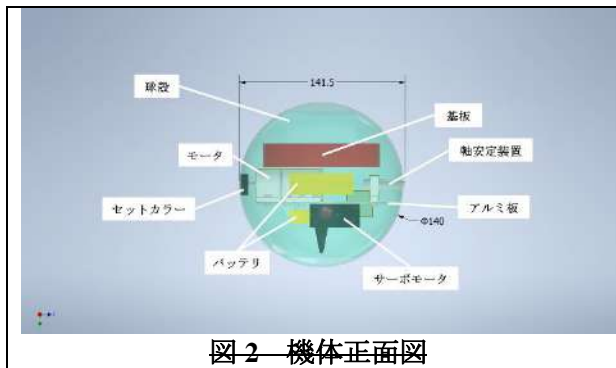 141.5
球殻
基板
モータ
軸安定装置
セットカラー
アルミ板
Φ140
バッテリ
サーボモータ
図 2 機体正面図